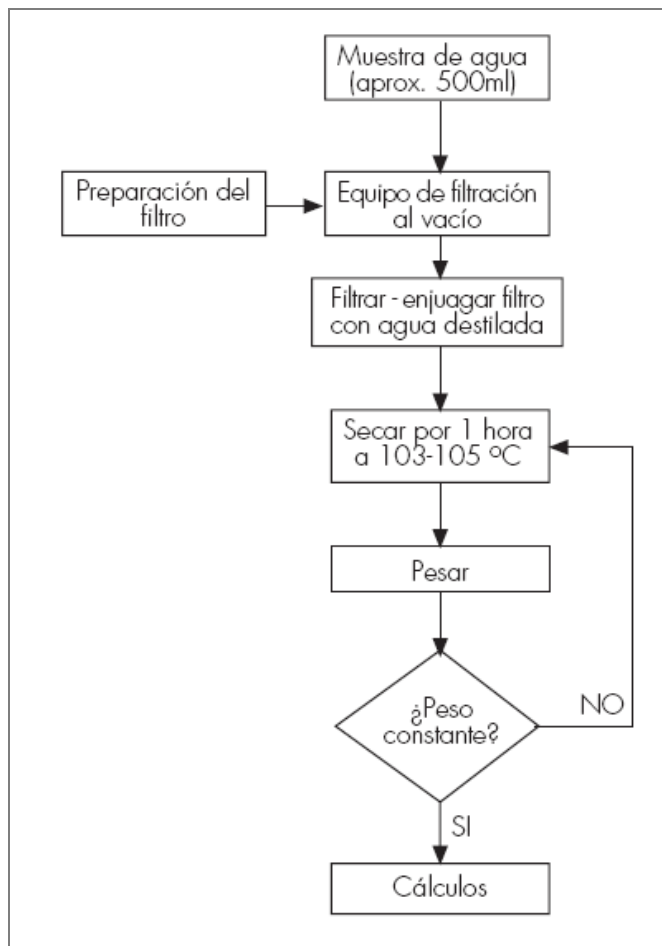 Muestra de agua
(aprox. 500ml)
Preparación del
filtro
Equipo de filtración
al vacío
Filtrar - enjuagar filtro
con agua destilada
Secar por 1 hora
a 103-105 ºC
Pesar
¿Peso
constante?
NO
SI
Cálculos